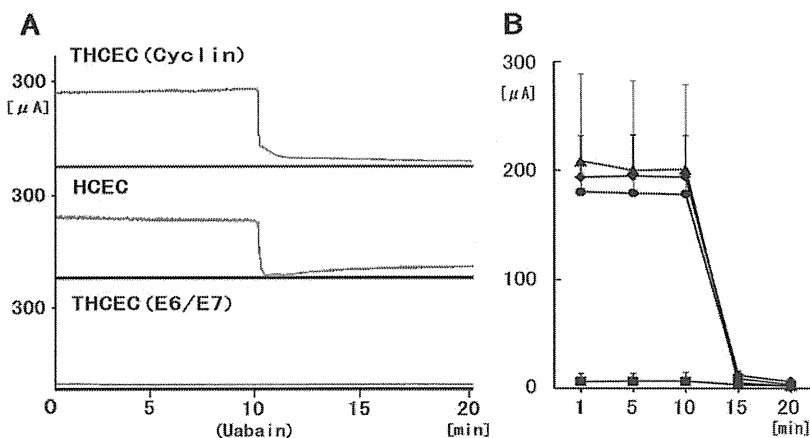 A
THCEC(Cyclin)
300
[μA]
HCEC
300
THCEC(E6/E7)
300
0 5 10 15 20
(Uabain) [min]
B
300
[μA]
200
100
0
1 5 10 15 20
[min]